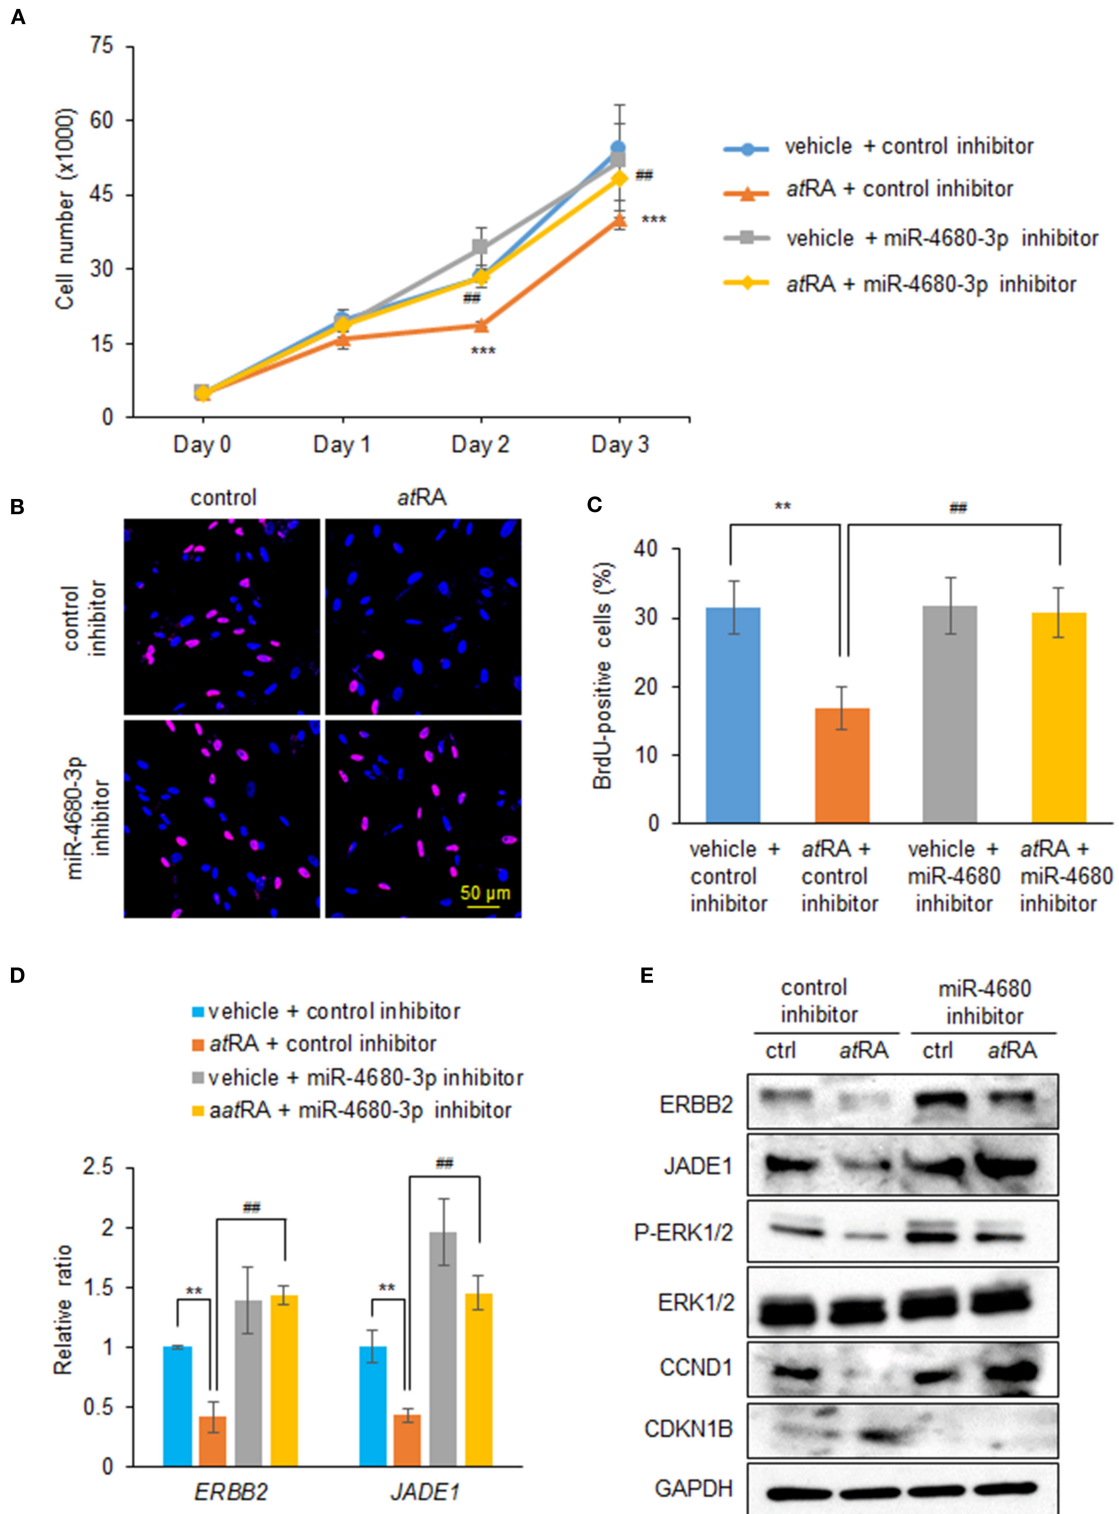 A
75
60
45
30
15
0
Cell number (x1000)
Day 0
Day 1
Day 2
Day 3
##
***
##
***
vehicle + control inhibitor
atRA + control inhibitor
vehicle + miR-4680-3p inhibitor
atRA + miR-4680-3p inhibitor
B
control
atRA
control
inhibitor
miR-4680-3p
inhibitor
50 µm
C
**
##
40
30
20
10
0
BrdU-positive cells (%)
vehicle +
control
inhibitor
atRA +
control
inhibitor
vehicle +
miR-4680
inhibitor
atRA +
miR-4680
inhibitor
D
vehicle + control inhibitor
atRA + control inhibitor
vehicle + miR-4680-3p inhibitor
aatRA + miR-4680-3p inhibitor
2.5
2
1.5
1
0.5
0
Relative ratio
**
##
**
##
ERBB2
JADE1
E
control
inhibitor
miR-4680
inhibitor
ctrl
atRA
ctrl
atRA
ERBB2
JADE1
P-ERK1/2
ERK1/2
CCND1
CDKN1B
GAPDH